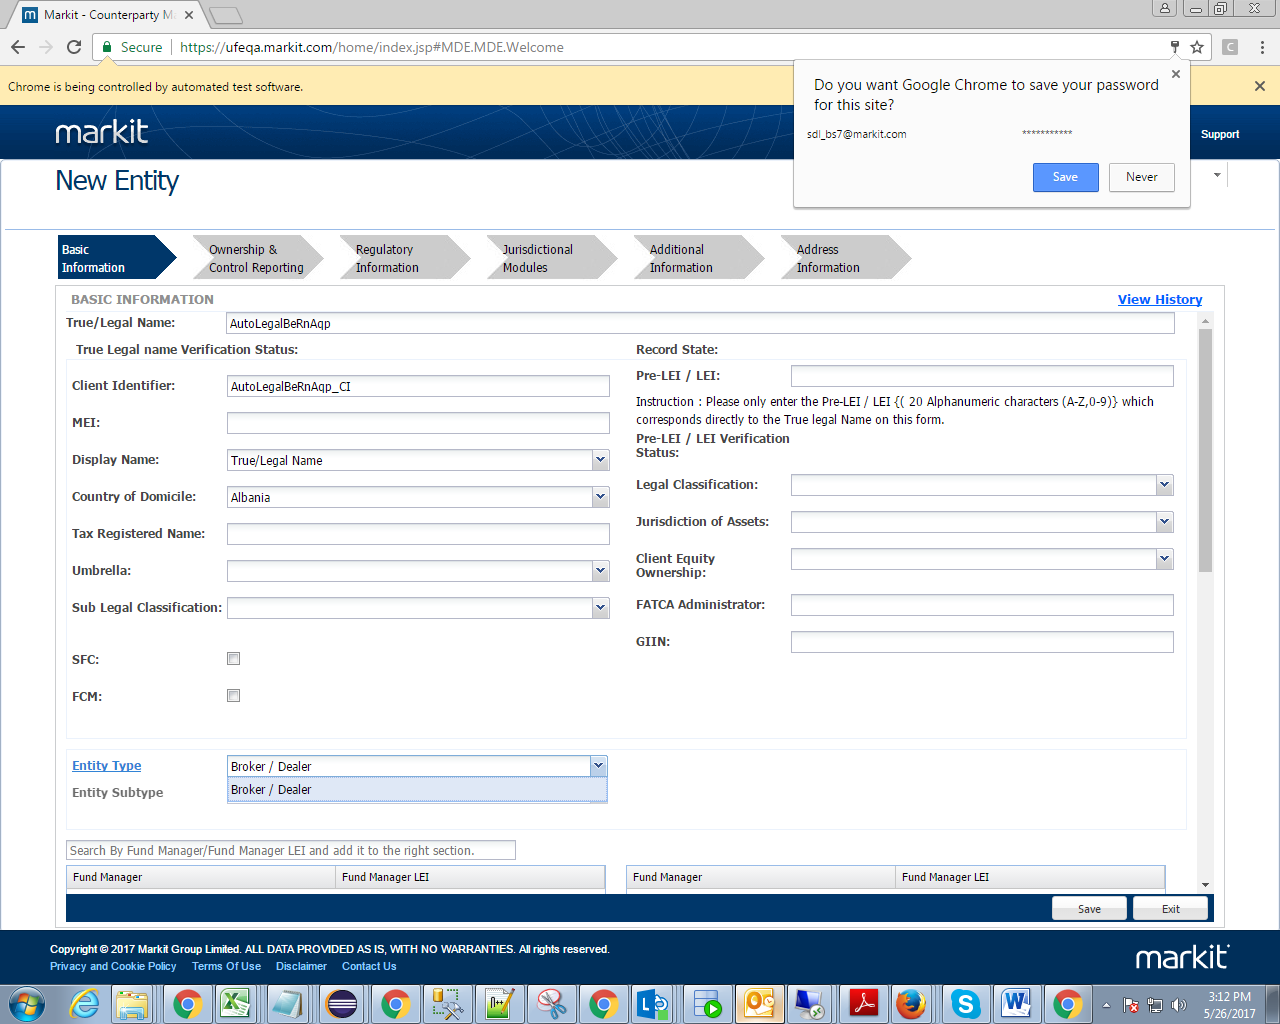 Markit - Counterparty Ma
Secure
https://ufeqa.markit.com/home/index.jsp#MDE.MDE.Welcome
Chrome is being controlled by automated test software.
Do you want Google Chrome to save your password
for this site?
sdl_bs7@markit.com
***********
Save
Never
markit
Support
New Entity
Basic
Information
Ownership &
Control Reporting
Regulatory
Information
Jurisdictional
Modules
Additional
Information
Address
Information
BASIC INFORMATION
View History
True/Legal Name:
AutoLegalBeRnAqp
True Legal name Verification Status:
Record State:
Client Identifier:
AutoLegalBeRnAqp_CI
Pre-LEI / LEI:
Instruction : Please only enter the Pre-LEI / LEI {( 20 Alphanumeric characters (A-Z,0-9)} which
corresponds directly to the True legal Name on this form.
MEI:
Pre-LEI / LEI Verification
Status:
Display Name:
True/Legal Name
Legal Classification:
Country of Domicile:
Albania
Jurisdiction of Assets:
Tax Registered Name:
Client Equity
Ownership:
Umbrella:
FATCA Administrator:
Sub Legal Classification:
GIIN:
SFC:
FCM:
Entity Type
Broker / Dealer
Broker / Dealer
Entity Subtype
Search By Fund Manager/Fund Manager LEI and add it to the right section.
Fund Manager
Fund Manager LEI
Fund Manager
Fund Manager LEI
Save
Exit
Copyright © 2017 Markit Group Limited. ALL DATA PROVIDED AS IS, WITH NO WARRANTIES. All rights reserved.
Privacy and Cookie Policy
Terms Of Use
Disclaimer
Contact Us
markit
3:12 PM
5/26/2017